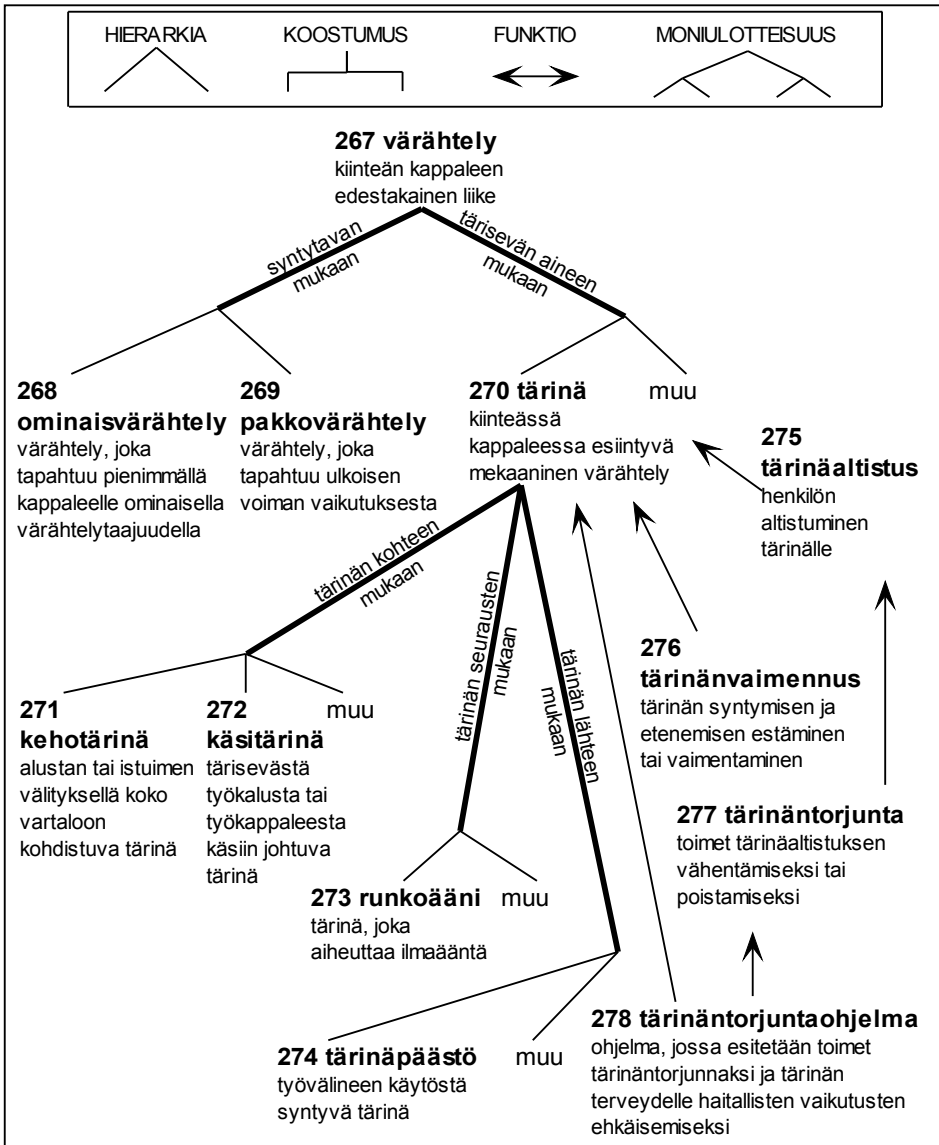 HIERARKIA
KOOSTUMUS
FUNKTIO
MONIULOTTEISUUS
267 värähtely
kiinteän kappaleen
edestakainen liike
syntytavan
mukaan
tärisevän aineen
mukaan
268
ominaisvärähtely
värähtely, joka
tapahtuu pienimmällä
kappaleelle ominaisella
värähtelytaajuudella
269
pakkovärähtely
värähtely, joka
tapahtuu ulkoisen
voiman vaikutuksesta
270 tärinä
kiinteässä
kappaleessa esiintyvä
mekaaninen värähtely
muu
275
tärinäaltistus
henkilön
altistuminen
tärinälle
tärinän kohteen
mukaan
tärinän seurausten
mukaan
tärinän lähteen
mukaan
271
kehotärinä
alustan tai istuimen
välityksellä koko
vartaloon
kohdistuva tärinä
272
käsitärinä
tärisevästä
työkalusta tai
työkappaleesta
käsiin johtuva
tärinä
muu
276
tärinänvaimennus
tärinän syntymisen ja
etenemisen estäminen
tai vaimentaminen
277 tärinäntorjunta
toimet tärinäaltistuksen
vähentämiseksi tai
poistamiseksi
273 runkoääni
tärinä, joka
aiheuttaa ilmaääntä
muu
274 tärinäpäästö
työvälineen käytöstä
syntyvä tärinä
muu
278 tärinäntorjuntaohjelma
ohjelma, jossa esitetään toimet
tärinäntorjunnaksi ja tärinän
terveydelle haitallisten vaikutusten
ehkäisemiseksi